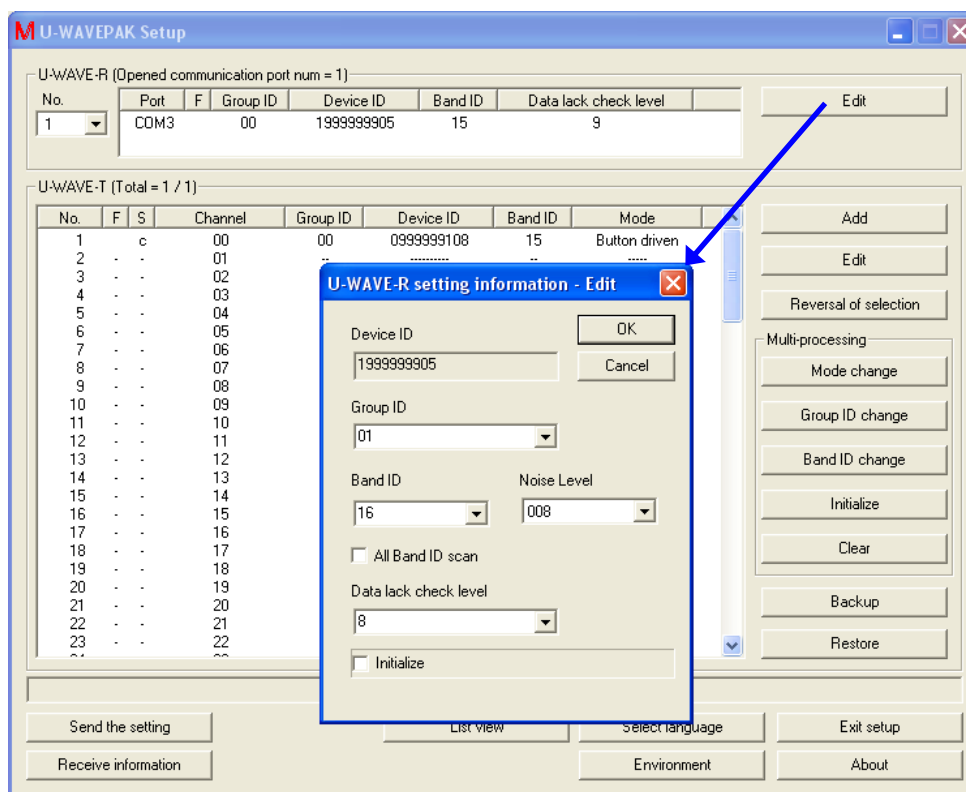 U-WAVEPAK Setup
U-WAVE-R (Opened communication port num = 1)
No. Port F Group ID Device ID Band ID Data lack check level
1 COM3 00 1999999905 15 9
Edit
U-WAVE-T (Total = 1 / 1)
No. F S Channel Group ID Device ID Band ID Mode
1 c 00 00 0999999108 15 Button driven
2 - - 01 -- ---------- -- -----
3 - - 02
4 - - 03
5 - - 04
6 - - 05
7 - - 06
8 - - 07
9 - - 08
10 - - 09
11 - - 10
12 - - 11
13 - - 12
14 - - 13
15 - - 14
16 - - 15
17 - - 16
18 - - 17
19 - - 18
20 - - 19
21 - - 20
22 - - 21
23 - - 22
Add
Edit
Reversal of selection
Multi-processing
Mode change
Group ID change
Band ID change
Initialize
Clear
Backup
Restore
U-WAVE-R setting information - Edit
Device ID
1999999905
OK
Cancel
Group ID
01
Band ID Noise Level
16 008
All Band ID scan
Data lack check level
8
Initialize
Send the setting List view Select language Exit setup
Receive information Environment About